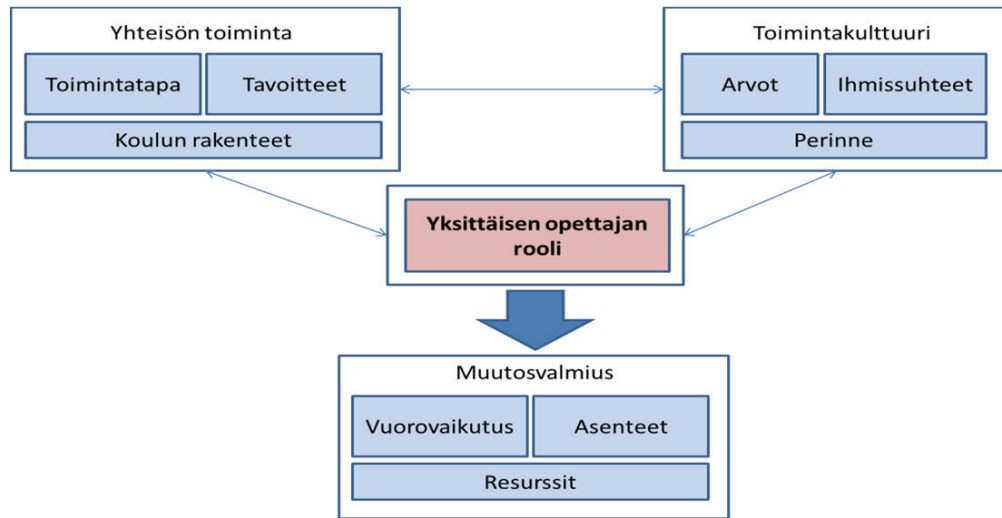 Yhteisön toiminta
Toimintatapa
Tavoitteet
Koulun rakenteet
Toimintakulttuuri
Arvot
Ihmissuhteet
Perinne
Yksittäisen opettajan
rooli
Muutosvalmius
Vuorovaikutus
Asenteet
Resurssit